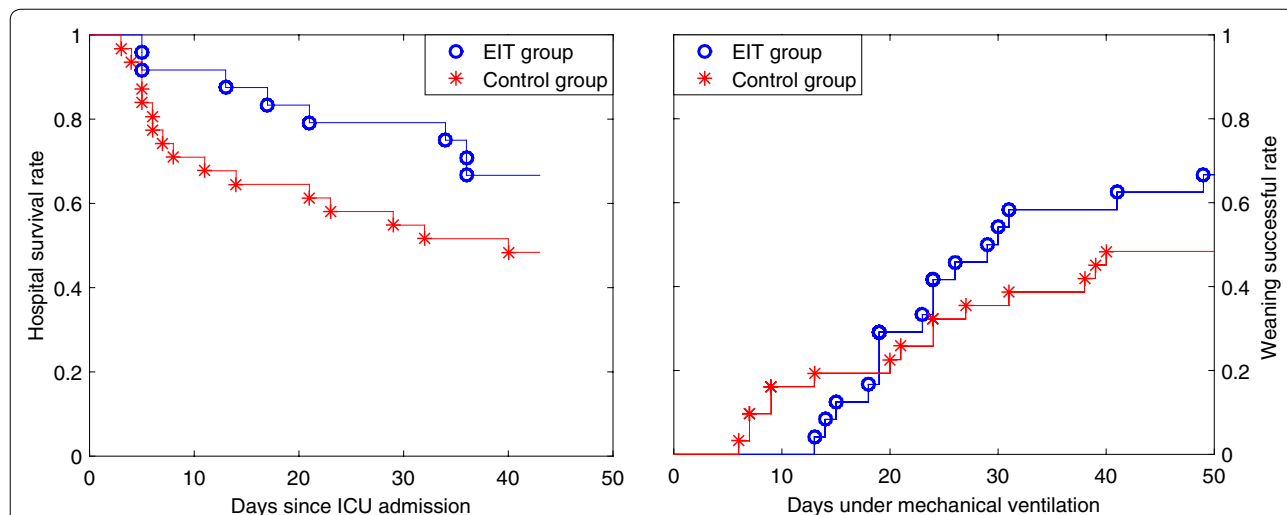 1
0.8
0.6
0.4
0.2
0
Hospital survival rate
0 10 20 30 40 50
Days since ICU admission
EIT group
Control group
EIT group
Control group
1
0.8
0.6
0.4
0.2
0
Weaning successful rate
0 10 20 30 40 50
Days under mechanical ventilation